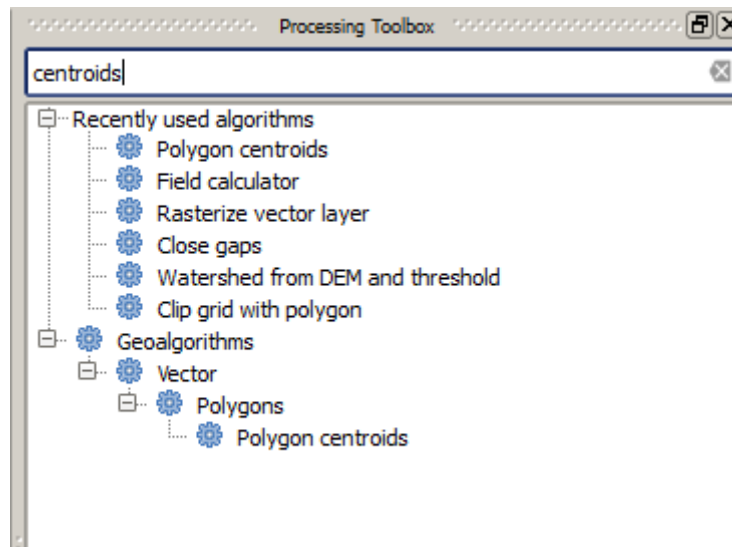 Processing Toolbox
centroids
Recently used algorithms
Polygon centroids
Field calculator
Rasterize vector layer
Close gaps
Watershed from DEM and threshold
Clip grid with polygon
Geoalgorithms
Vector
Polygons
Polygon centroids